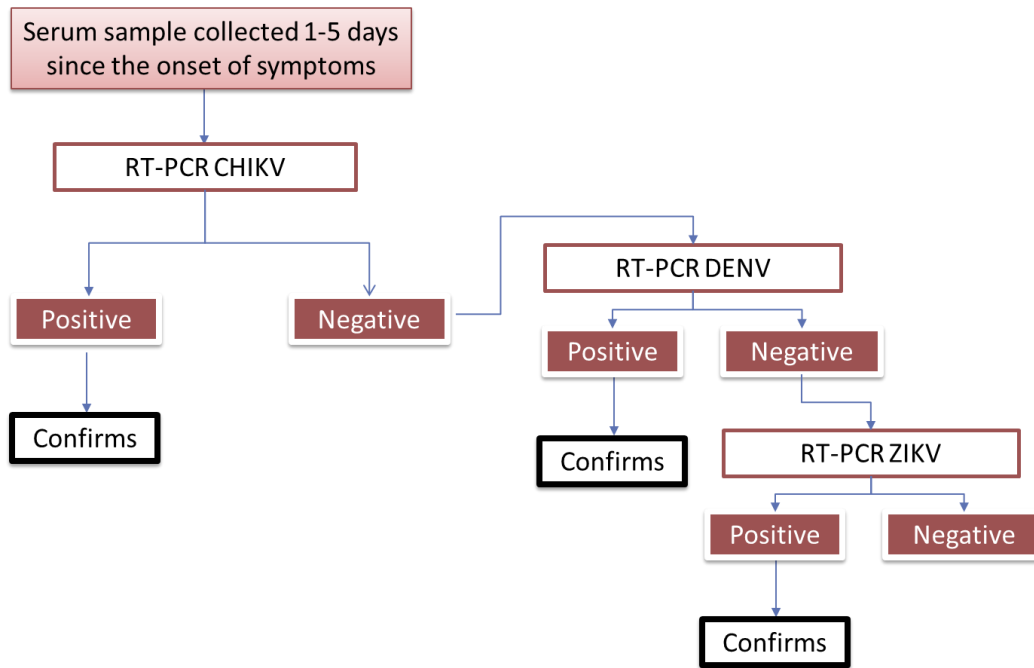 Serum sample collected 1-5 days
since the onset of symptoms
RT-PCR CHIKV
RT-PCR DENV
Positive
Negative
Positive
Negative
Confirms
Confirms
RT-PCR ZIKV
Positive
Negative
Confirms